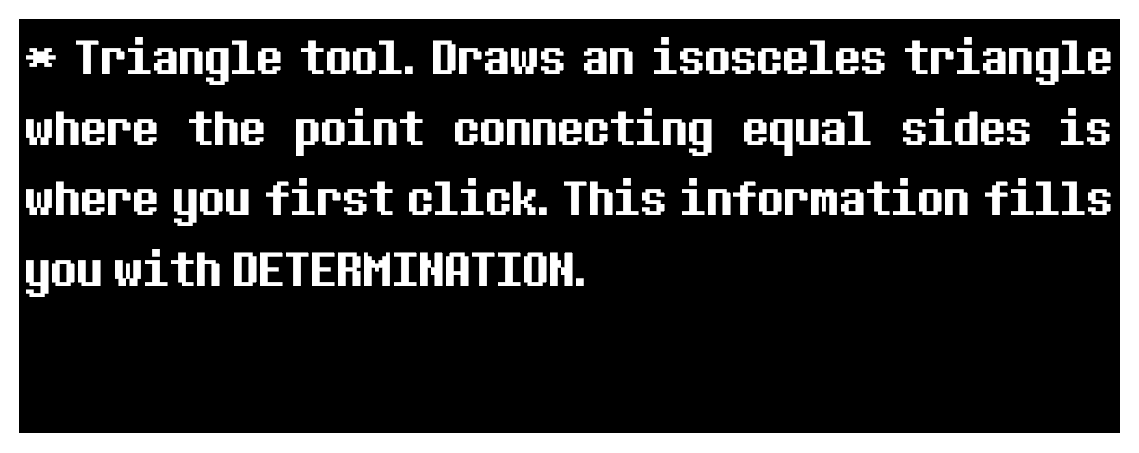 * Triangle tool. Draws an isosceles triangle
where the point connecting equal sides is
where you first click. This information fills
you with DETERMINATION.